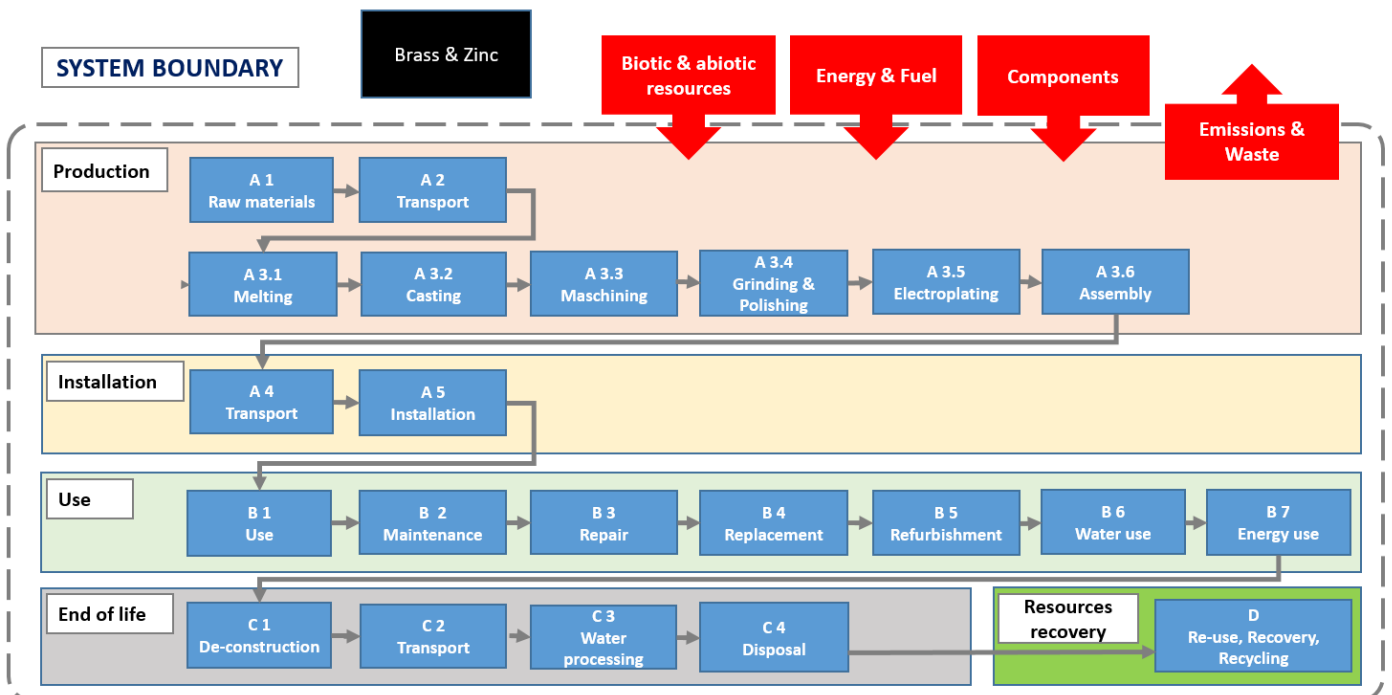 SYSTEM BOUNDARY
Brass & Zinc
Biotic & abiotic
resources
Energy & Fuel
Components
Emissions &
Waste
Production
A 1
Raw materials
A 2
Transport
A 3.1
Melting
A 3.2
Casting
A 3.3
Maschining
A 3.4
Grinding &
Polishing
A 3.5
Electroplating
A 3.6
Assembly
Installation
A 4
Transport
A 5
Installation
Use
B 1
Use
B 2
Maintenance
B 3
Repair
B 4
Replacement
B 5
Refurbishment
B 6
Water use
B 7
Energy use
End of life
C 1
De-construction
C 2
Transport
C 3
Water
processing
C 4
Disposal
Resources
recovery
D
Re-use, Recovery,
Recycling